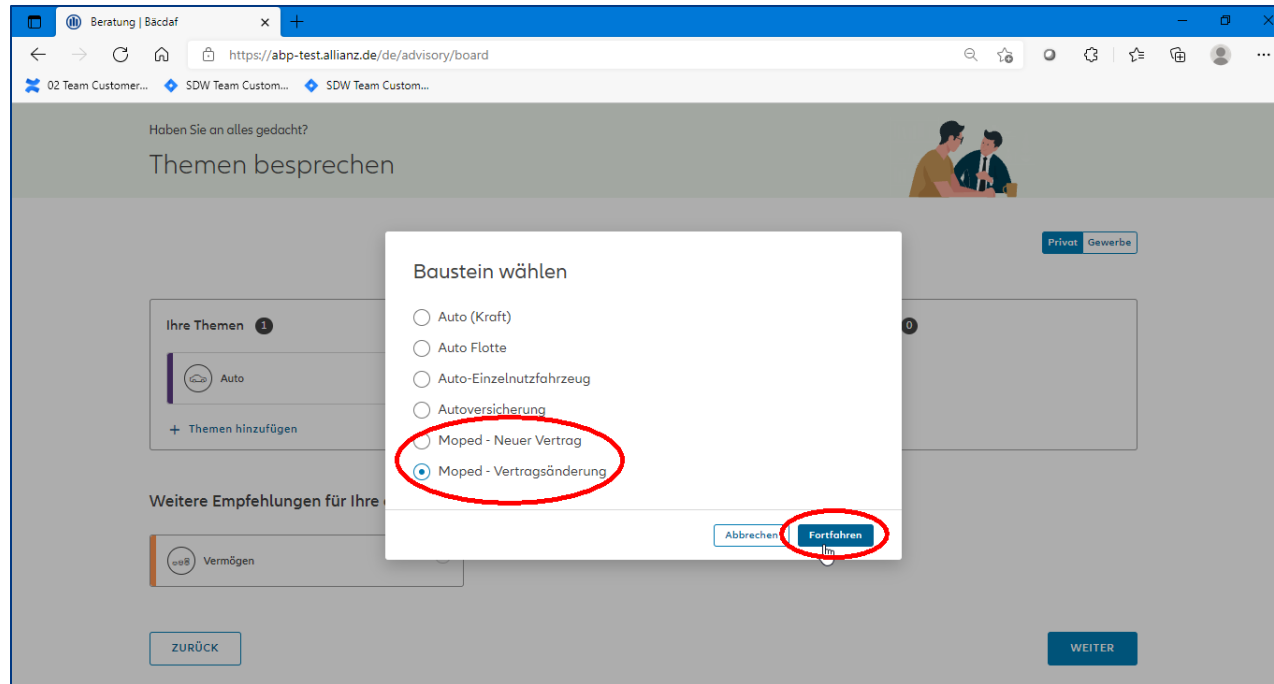 Beratung | Bäcdaf
https://abp-test.allianz.de/de/advisory/board
02 Team Customer... SDW Team Custom... SDW Team Custom...
Haben Sie an alles gedacht?
Themen besprechen
Privat Gewerbe
Baustein wählen
Auto (Kraft)
Auto Flotte
Auto-Einzelnutzfahrzeug
Autoversicherung
Moped - Neuer Vertrag
Moped - Vertragsänderung
Abbrechen Fortfahren
Ihre Themen 1
0
Auto
+ Themen hinzufügen
Weitere Empfehlungen für Ihre
Vermögen
ZURÜCK WEITER